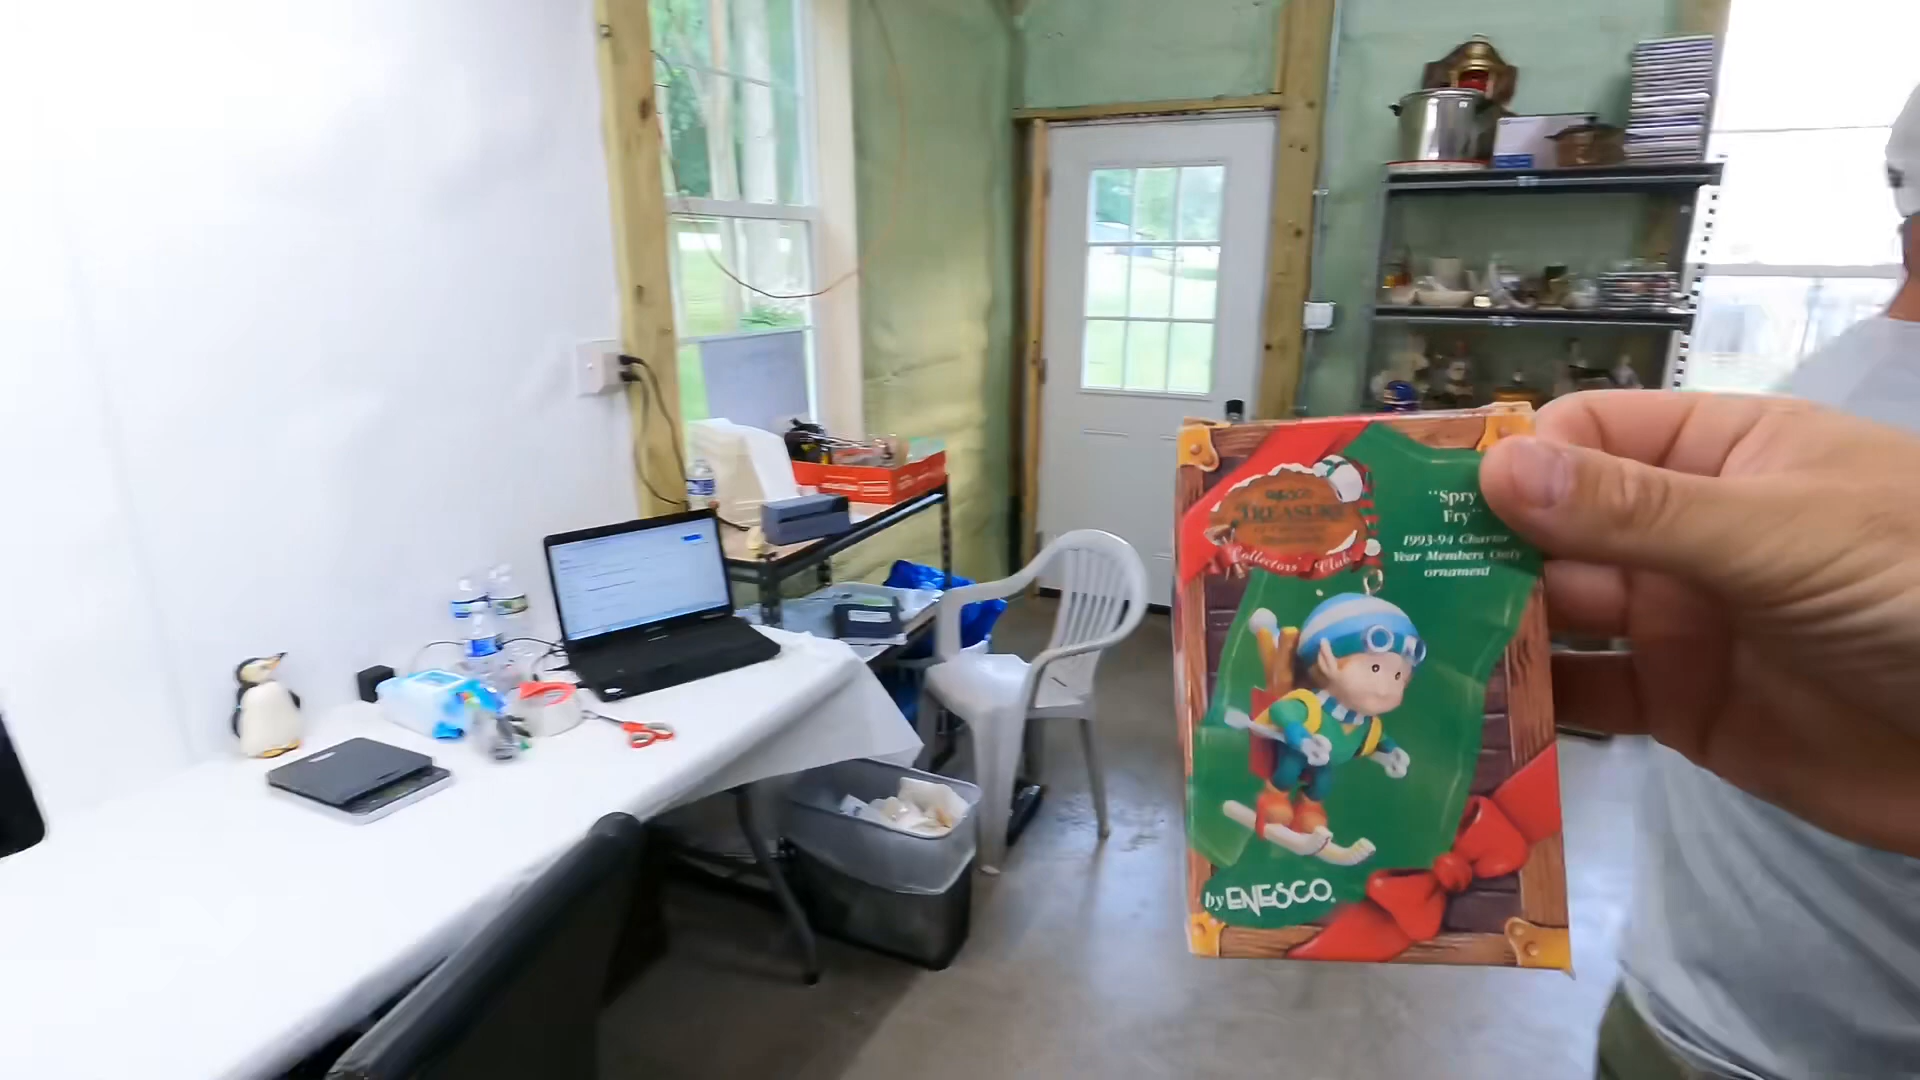 TREASURY
Collectors' Club
"Spry
Fry"
1993-94 Charter
Year Members Only
ornament
by ENESCO